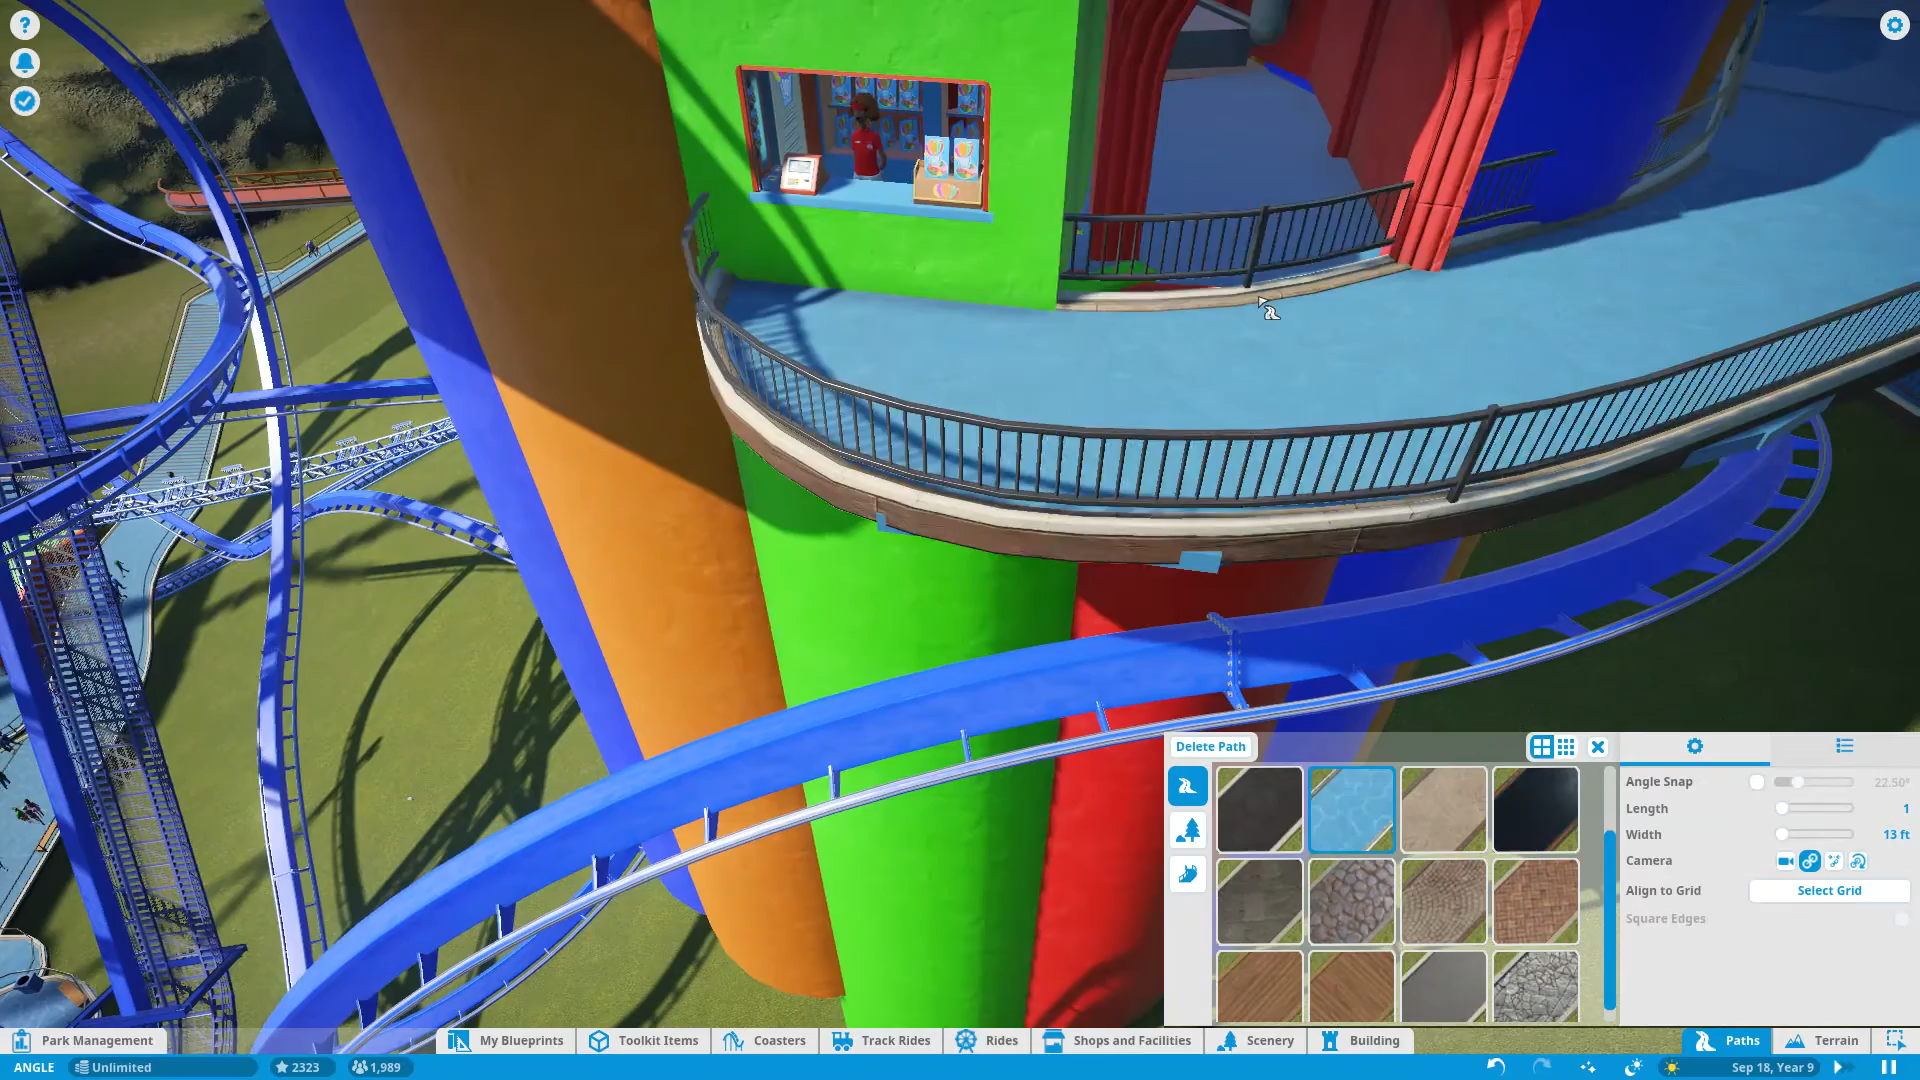 ?
Delete Path
Angle Snap 22.50°
Length 1
Width 13 ft
Camera
Align to Grid Select Grid
Square Edges
Park Management My Blueprints Toolkit Items Coasters Track Rides Rides Shops and Facilities Scenery Building Paths Terrain
ANGLE Unlimited 2323 1,989 Sep 18, Year 9